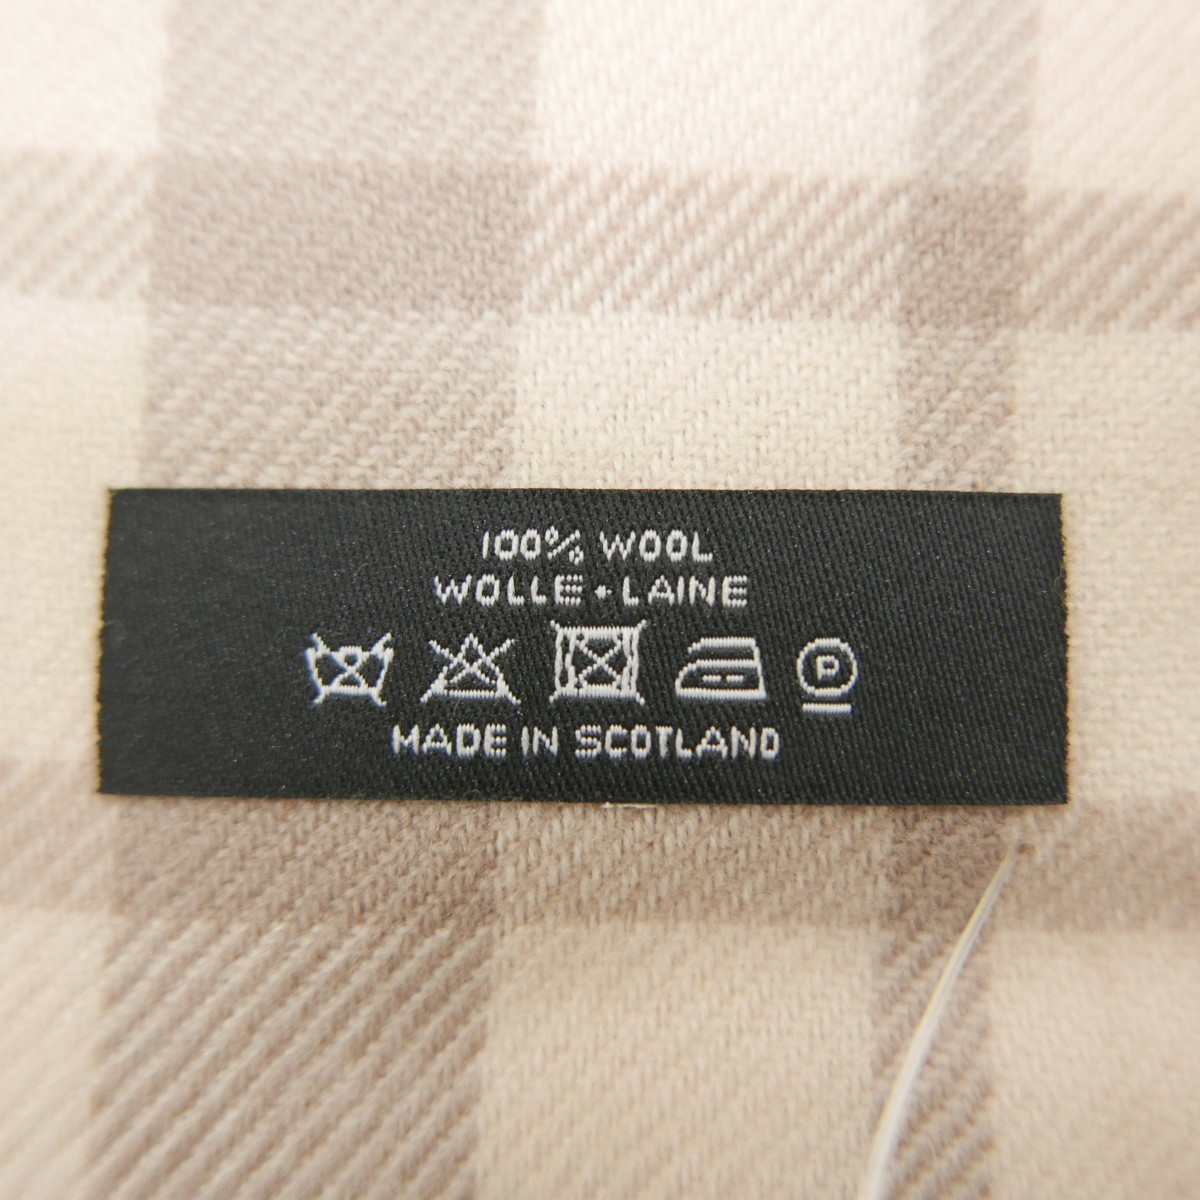 100% WOOL
WOLLE • LAINE
P
MADE IN SCOTLAND